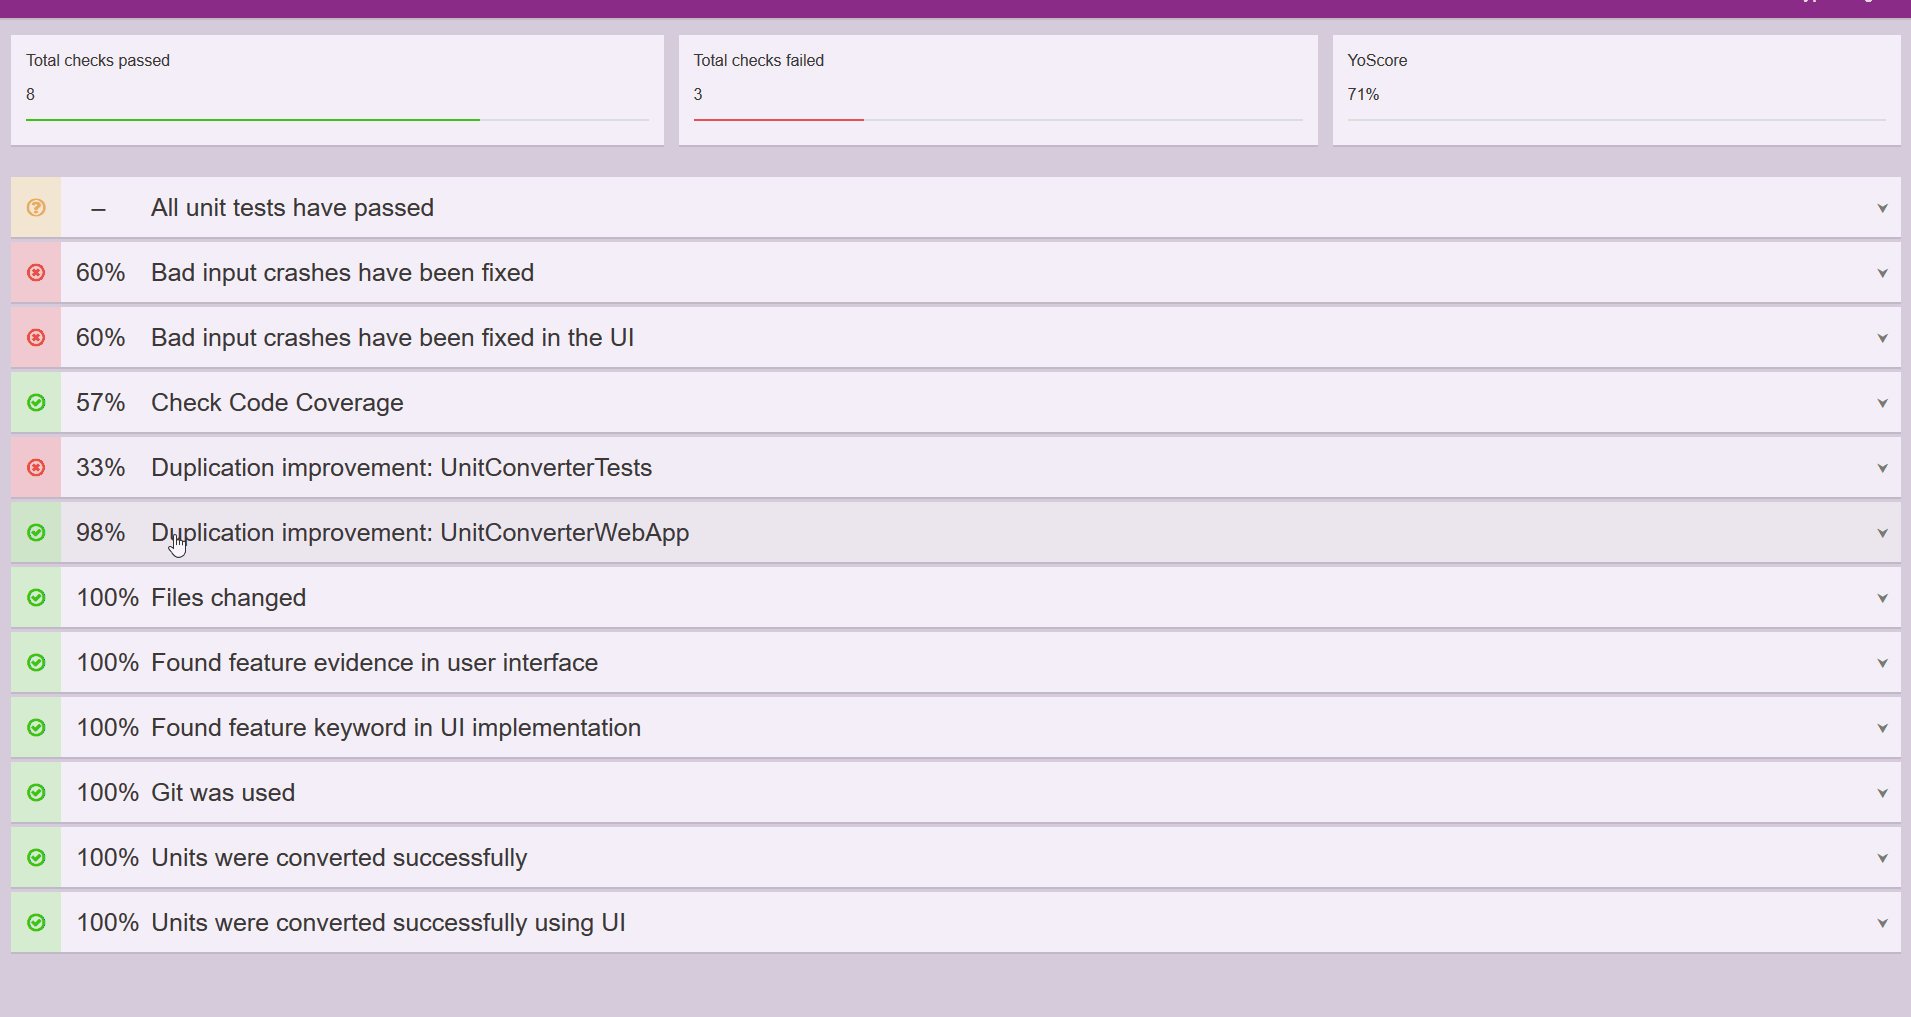 Total checks passed
8
Total checks failed
3
YoScore
71%
– All unit tests have passed
60% Bad input crashes have been fixed
60% Bad input crashes have been fixed in the UI
57% Check Code Coverage
33% Duplication improvement: UnitConverterTests
98% Duplication improvement: UnitConverterWebApp
100% Files changed
100% Found feature evidence in user interface
100% Found feature keyword in UI implementation
100% Git was used
100% Units were converted successfully
100% Units were converted successfully using UI